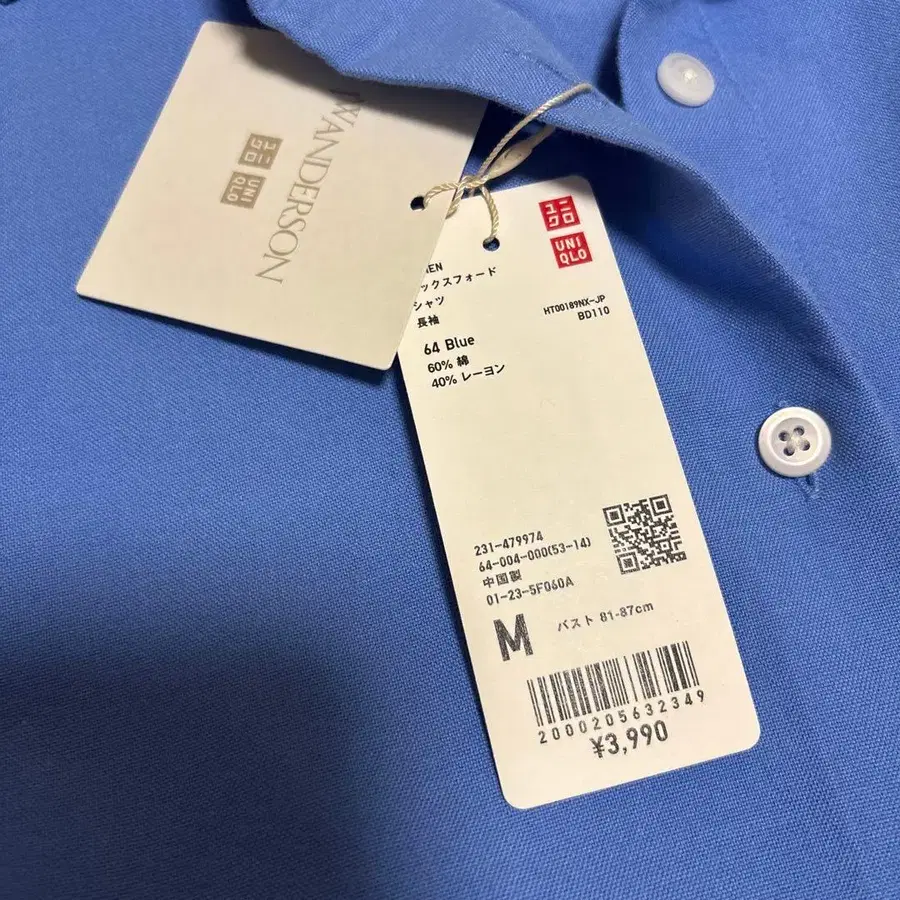 JWANDERSON
ユニ
クロ
UNI
QLO
ユニ
クロ
UNI
QLO
MEN
ックスフォード
シャツ
長袖
HT00189NX-JP
BD110
64 Blue
60% 綿
40% レーヨン
231-479974
64-004-000(53-14)
中国製
01-23-5F060A
M
バスト 81-87cm
2000205632349
¥3,990